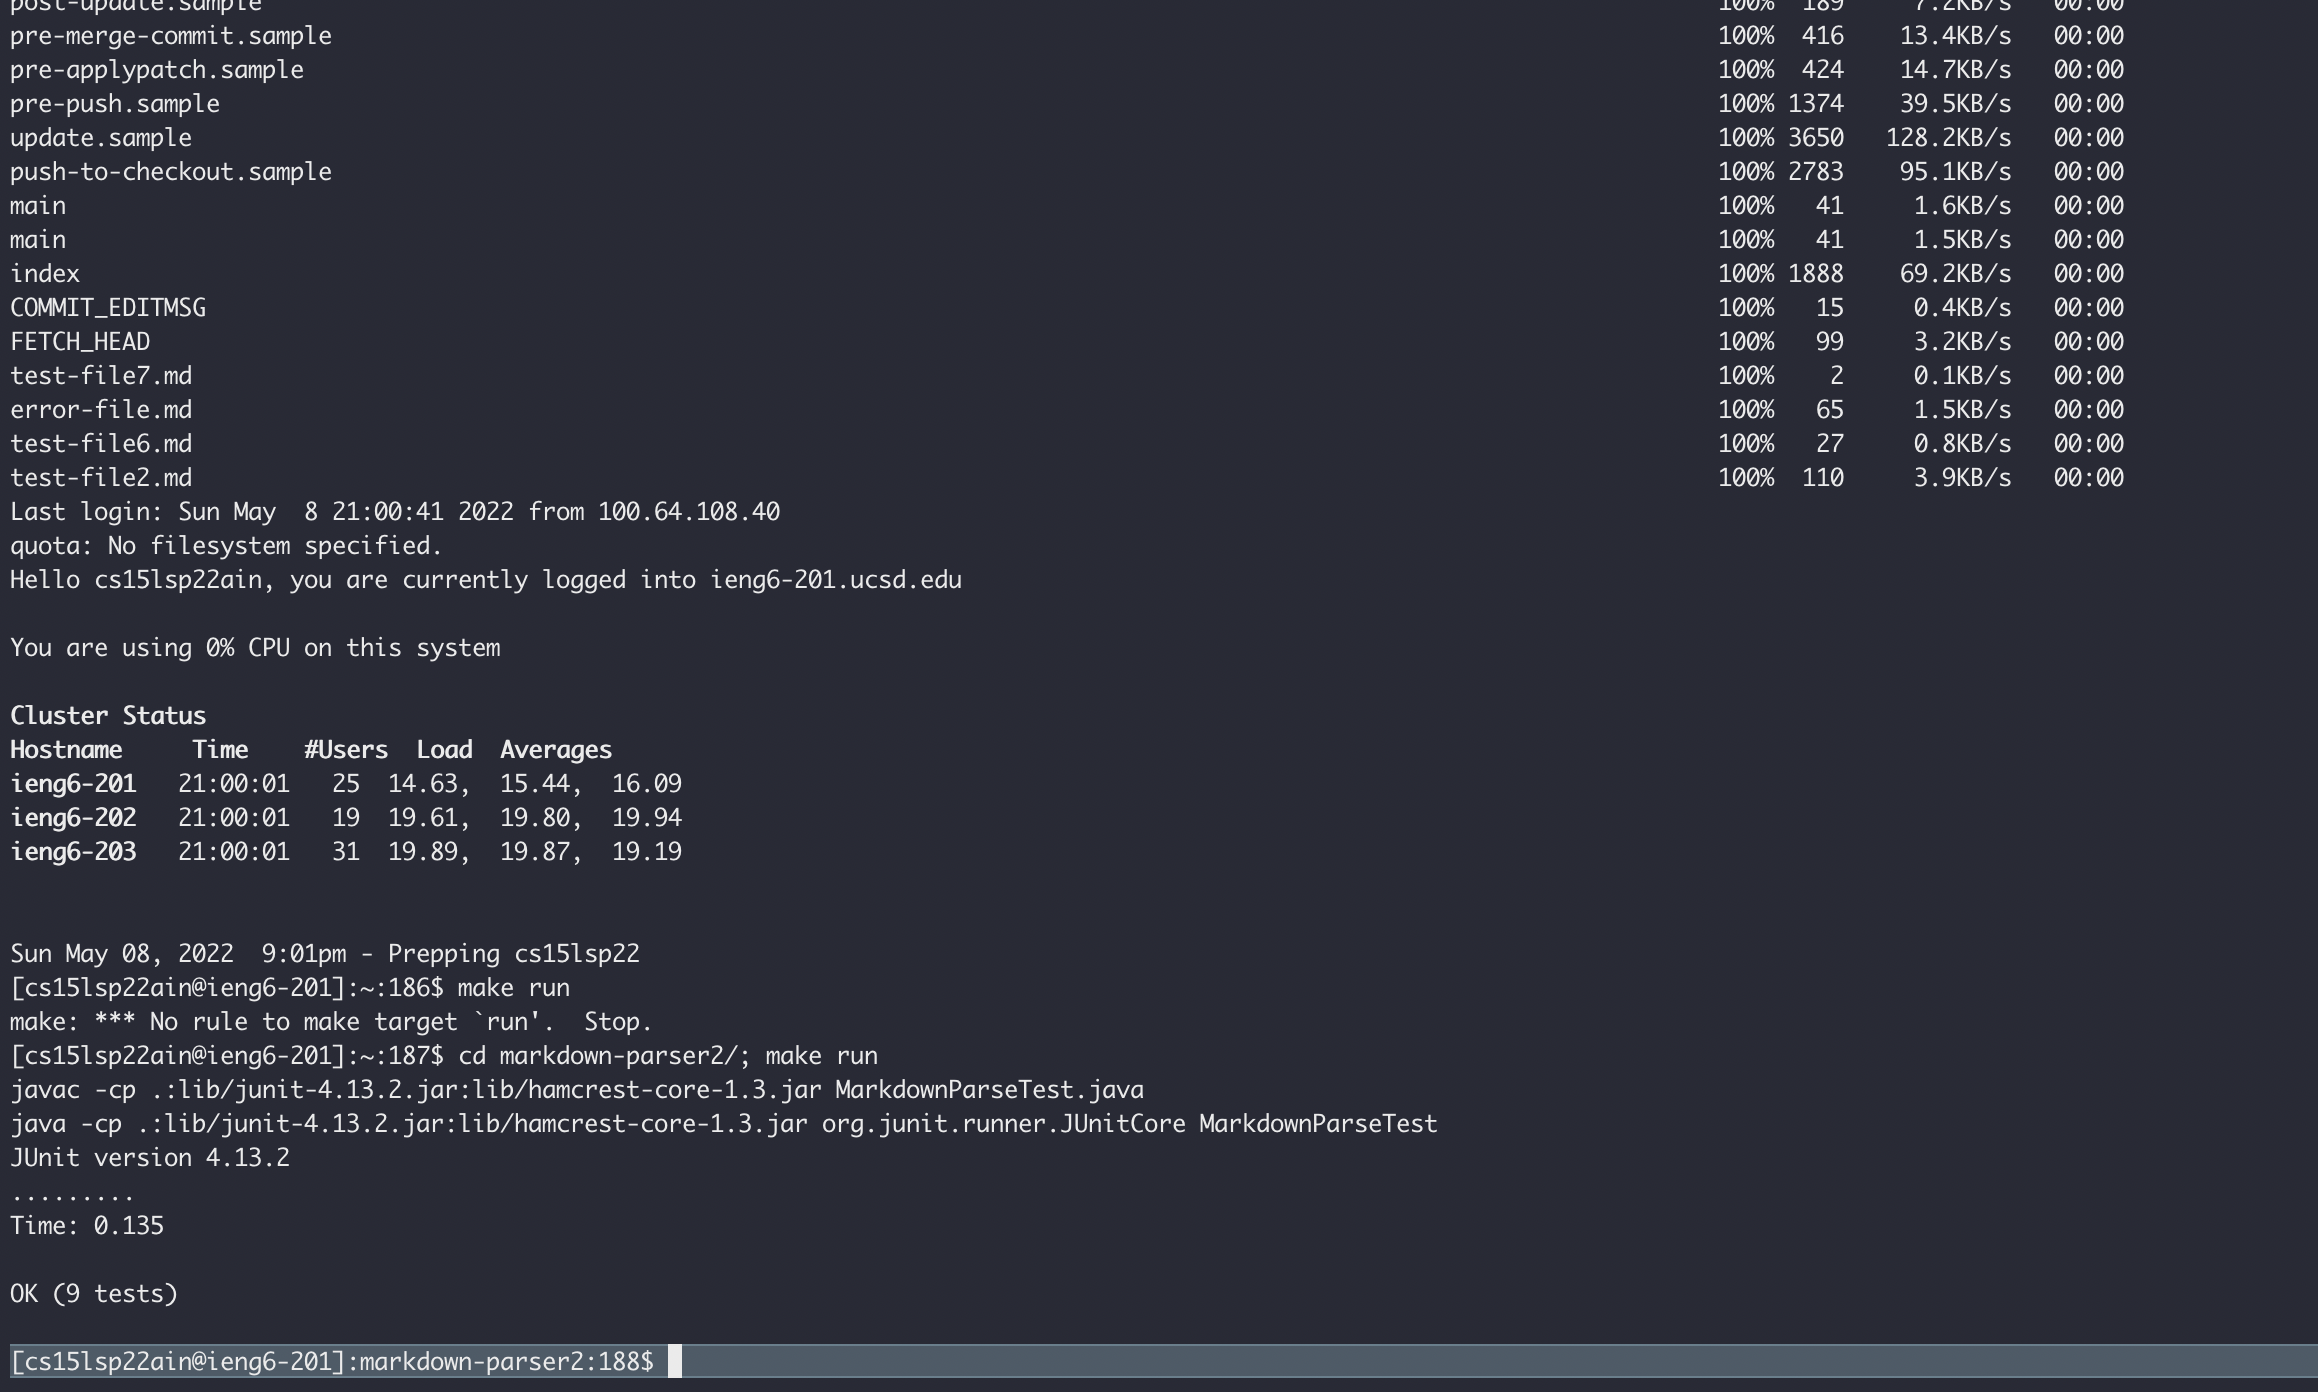 post-update.sample 100% 189 7.2KB/s 00:00
pre-merge-commit.sample 100% 416 13.4KB/s 00:00
pre-applypatch.sample 100% 424 14.7KB/s 00:00
pre-push.sample 100% 1374 39.5KB/s 00:00
update.sample 100% 3650 128.2KB/s 00:00
push-to-checkout.sample 100% 2783 95.1KB/s 00:00
main 100% 41 1.6KB/s 00:00
main 100% 41 1.5KB/s 00:00
index 100% 1888 69.2KB/s 00:00
COMMIT_EDITMSG 100% 15 0.4KB/s 00:00
FETCH_HEAD 100% 99 3.2KB/s 00:00
test-file7.md 100% 2 0.1KB/s 00:00
error-file.md 100% 65 1.5KB/s 00:00
test-file6.md 100% 27 0.8KB/s 00:00
test-file2.md 100% 110 3.9KB/s 00:00
Last login: Sun May  8 21:00:41 2022 from 100.64.108.40
quota: No filesystem specified.
Hello cs15lsp22ain, you are currently logged into ieng6-201.ucsd.edu
You are using 0% CPU on this system
Cluster Status
Hostname     Time    #Users  Load  Averages
ieng6-201   21:00:01   25  14.63,  15.44,  16.09
ieng6-202   21:00:01   19  19.61,  19.80,  19.94
ieng6-203   21:00:01   31  19.89,  19.87,  19.19
Sun May 08, 2022  9:01pm - Prepping cs15lsp22
[cs15lsp22ain@ieng6-201]:~:186$ make run
make: *** No rule to make target `run'.  Stop.
[cs15lsp22ain@ieng6-201]:~:187$ cd markdown-parser2/; make run
javac -cp .:lib/junit-4.13.2.jar:lib/hamcrest-core-1.3.jar MarkdownParseTest.java
java -cp .:lib/junit-4.13.2.jar:lib/hamcrest-core-1.3.jar org.junit.runner.JUnitCore MarkdownParseTest
JUnit version 4.13.2
.........
Time: 0.135
OK (9 tests)
[cs15lsp22ain@ieng6-201]:markdown-parser2:188$